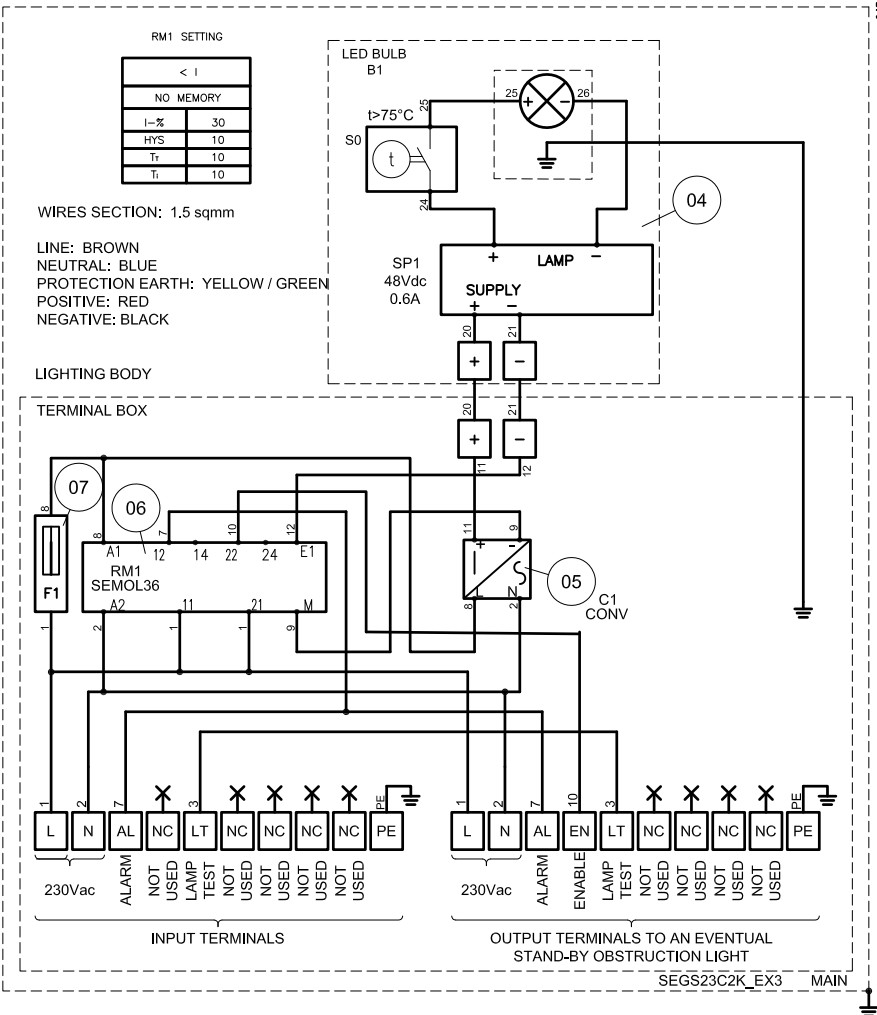 RM1 SETTING
< I
NO MEMORY
I-% 30
HYS 10
Tт 10
Tı 10
WIRES SECTION: 1.5 sqmm
LINE: BROWN
NEUTRAL: BLUE
PROTECTION EARTH: YELLOW / GREEN
POSITIVE: RED
NEGATIVE: BLACK
LIGHTING BODY
LED BULB
B1
t>75°C
S0
t
25
24
25
+
-
26
04
SP1
48Vdc
0.6A
+ LAMP -
SUPPLY
+ -
20 21
+ -
TERMINAL BOX
20 21
+ -
11 12
07
06
8
F1
1
8 7 10 12
A1 12 14 22 24 E1
RM1
SEMOL36
A2 11 21 M
2 1 1 9
11 9
+ -
L N
8 2
05
C1
CONV
1 2 7 3 PE
L N AL NC LT NC NC NC NC PE
230Vac
ALARM
NOT USED
LAMP TEST
NOT USED
NOT USED
NOT USED
NOT USED
INPUT TERMINALS
1 2 7 10 3 PE
L N AL EN LT NC NC NC NC PE
230Vac
ALARM
ENABLE
LAMP TEST
NOT USED
NOT USED
NOT USED
NOT USED
OUTPUT TERMINALS TO AN EVENTUAL
STAND-BY OBSTRUCTION LIGHT
SEGS23C2K_EX3 MAIN